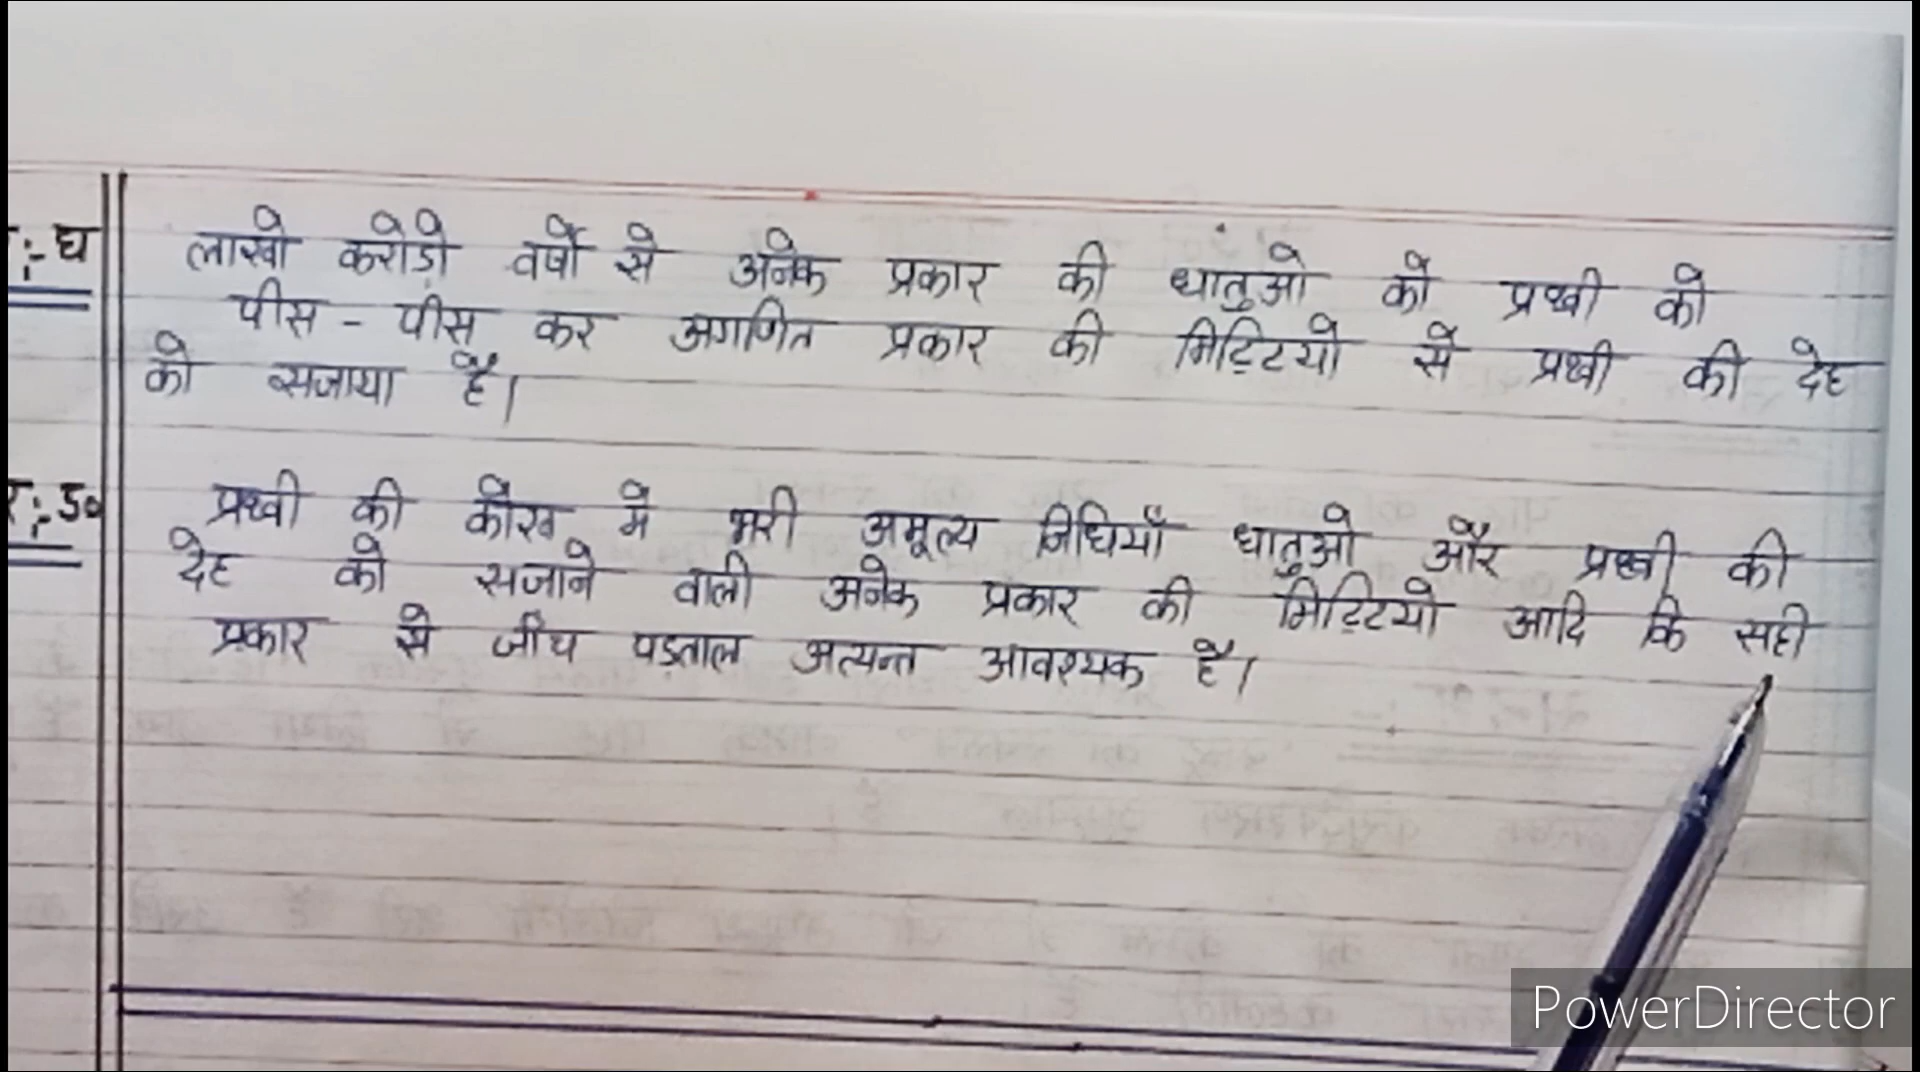 र:- घ लाखो करोड़ो वर्षों से अनेक प्रकार की धातुओ को प्रथ्वी को
पीस - पीस कर अगणित प्रकार की मिट्टियो से प्रथ्वी की देह
को सजाया है।
र:- ड० प्रथ्वी की कोख मे भरी अमूल्य निधियाँ धातुओ और प्रथ्वी की
देह को सजाने वाली अनेक प्रकार की मिट्टियो आदि कि सही
प्रकार से जाँच पड़ताल अत्यन्त आवश्यक है।
PowerDirector